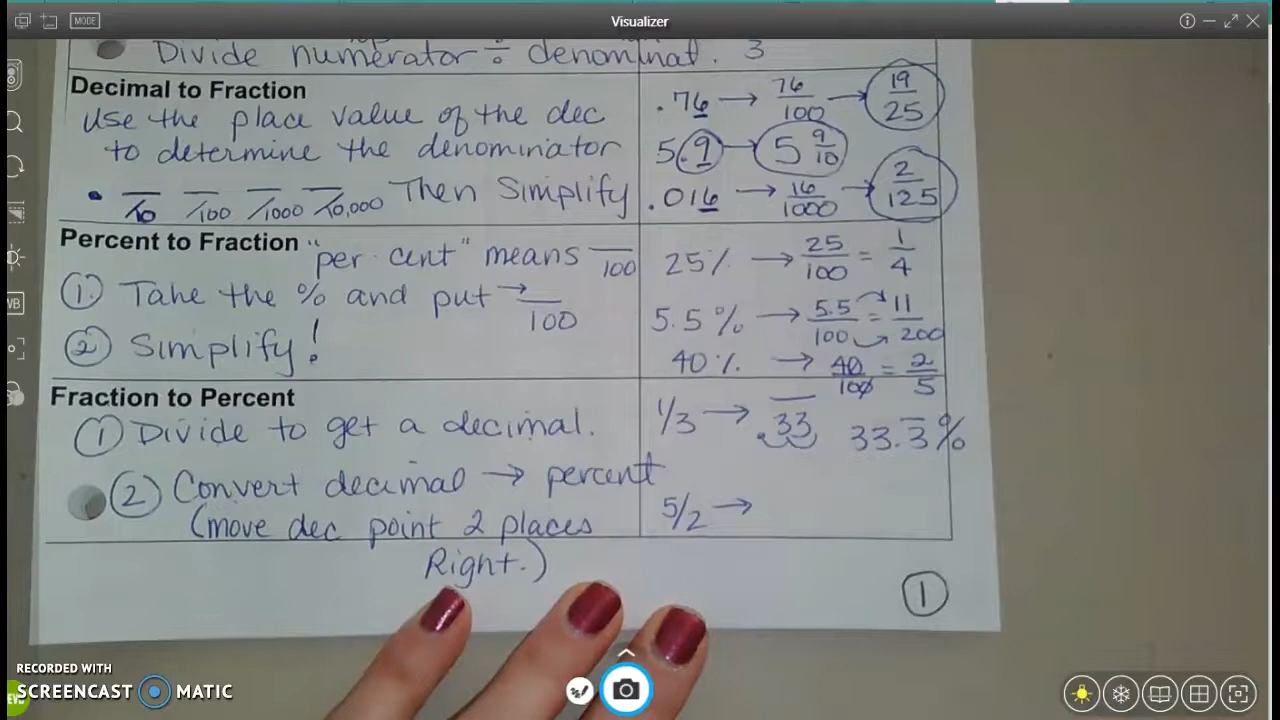 MODE
Visualizer
Divide numerator ÷ denominat. 3
Decimal to Fraction
Use the place value of the dec
to determine the denominator
. /10 /100 /1000 /10,000 Then Simplify
.76 → 76/100 → 19/25
5.9 → 5 9/10
.016 → 16/1000 → 2/125
Percent to Fraction "per cent" means /100
① Take the % and put → /100
② Simplify!
25% → 25/100 = 1/4
5.5% → 5.5/100 = 11/200
40% → 40/100 = 2/5
Fraction to Percent
① Divide to get a decimal.
② Convert decimal → percent
(move dec point 2 places
Right.)
1/3 → .33 33.3%
5/2 →
①
RECORDED WITH
SCREENCAST MATIC